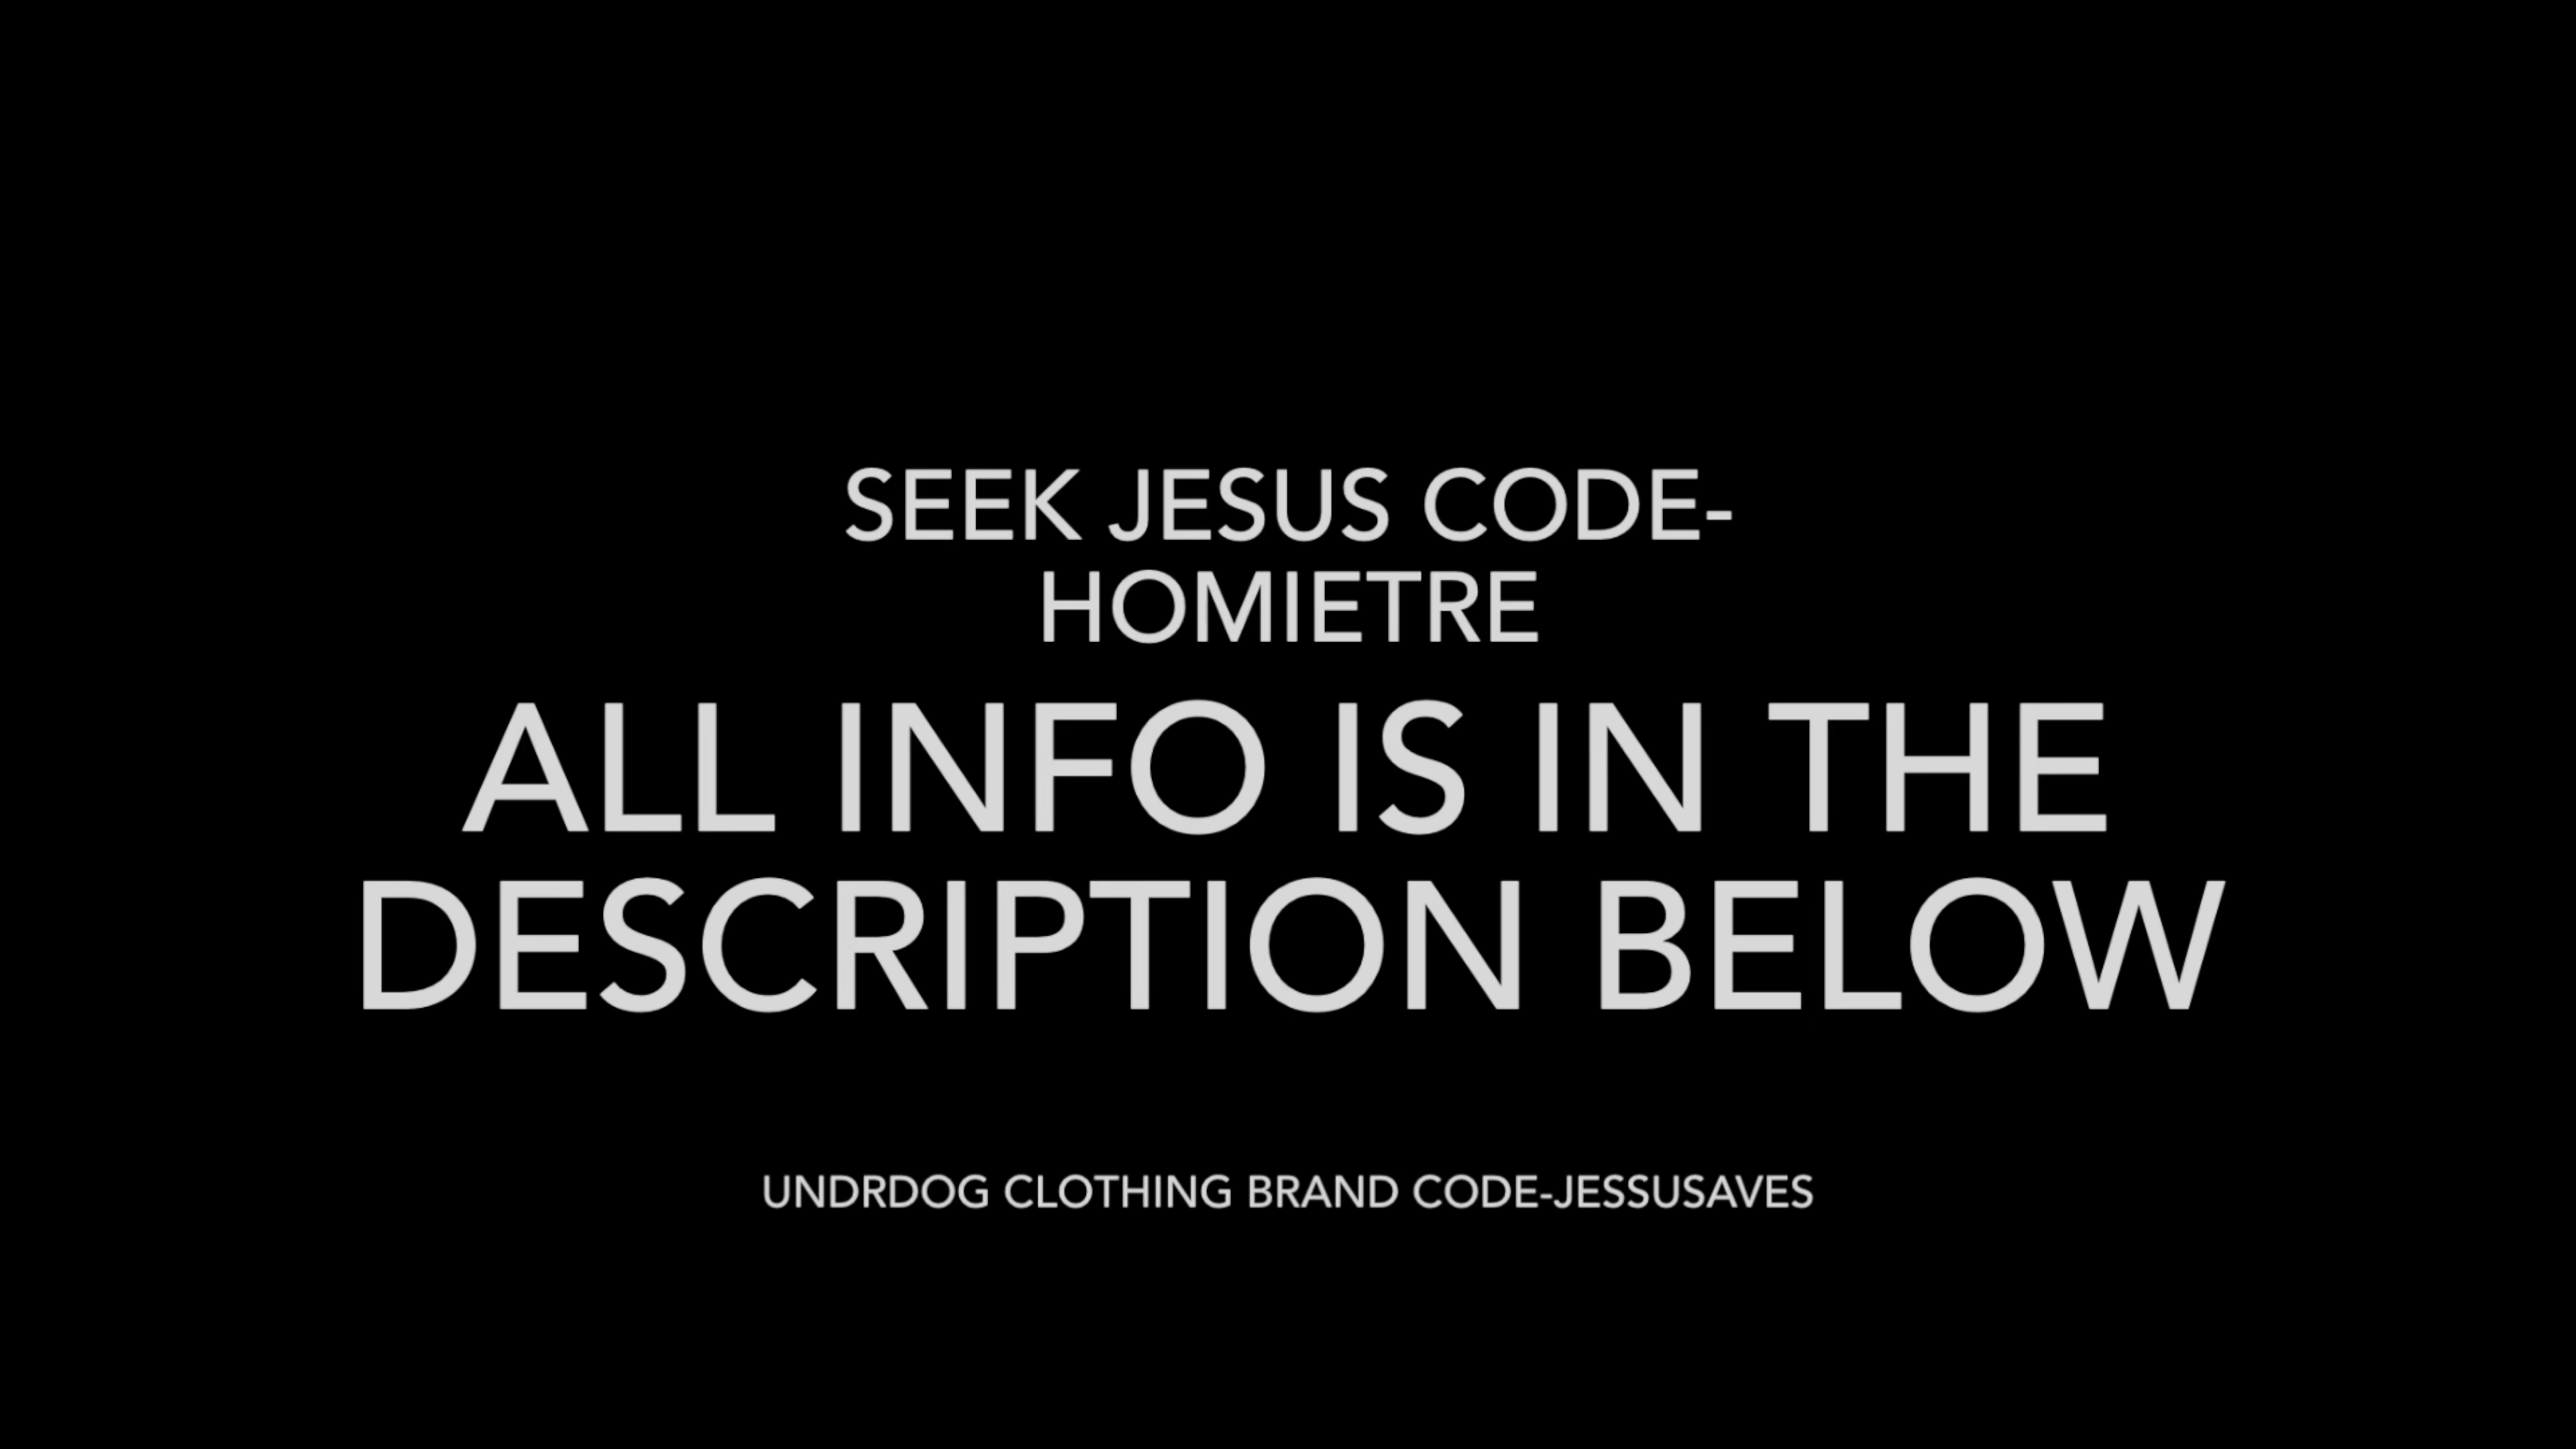 SEEK JESUS CODE-
HOMIETRE
ALL INFO IS IN THE
DESCRIPTION BELOW
UNDRDOG CLOTHING BRAND CODE-JESSUSAVES